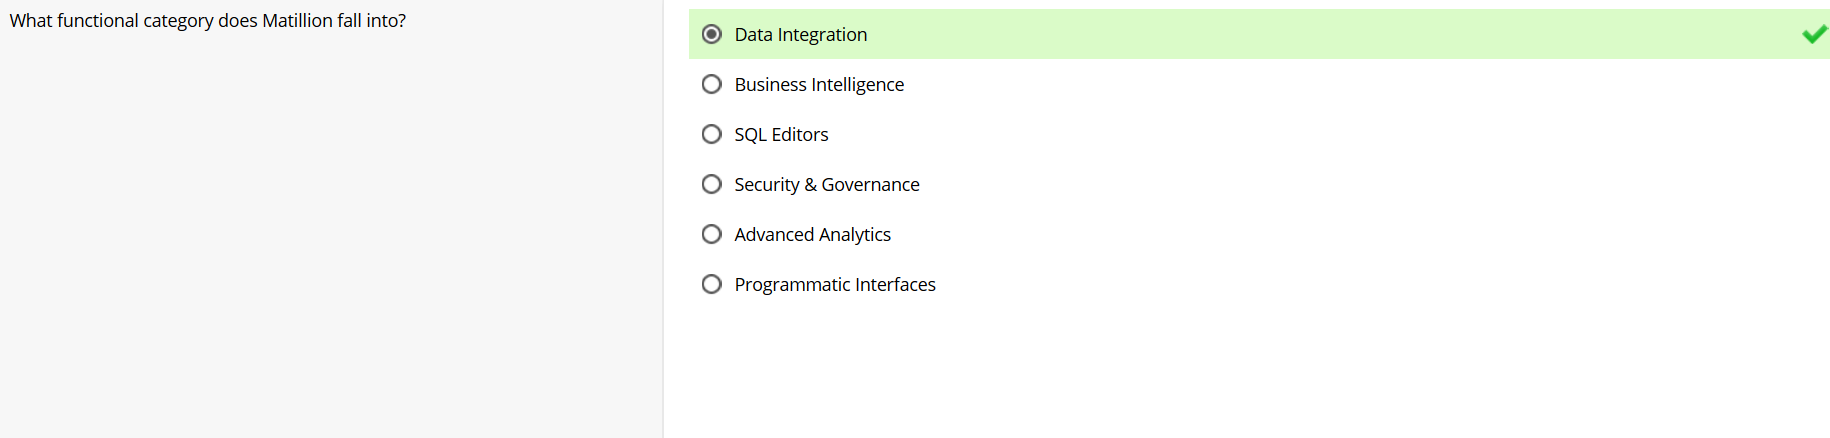 What functional category does Matillion fall into?
Data Integration
Business Intelligence
SQL Editors
Security & Governance
Advanced Analytics
Programmatic Interfaces